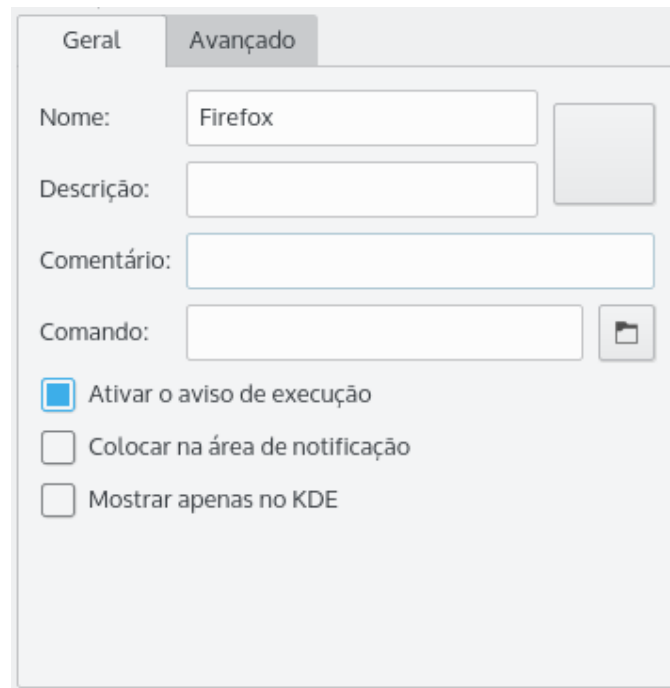 Geral Avançado
Nome: Firefox
Descrição:
Comentário:
Comando:
Ativar o aviso de execução
Colocar na área de notificação
Mostrar apenas no KDE